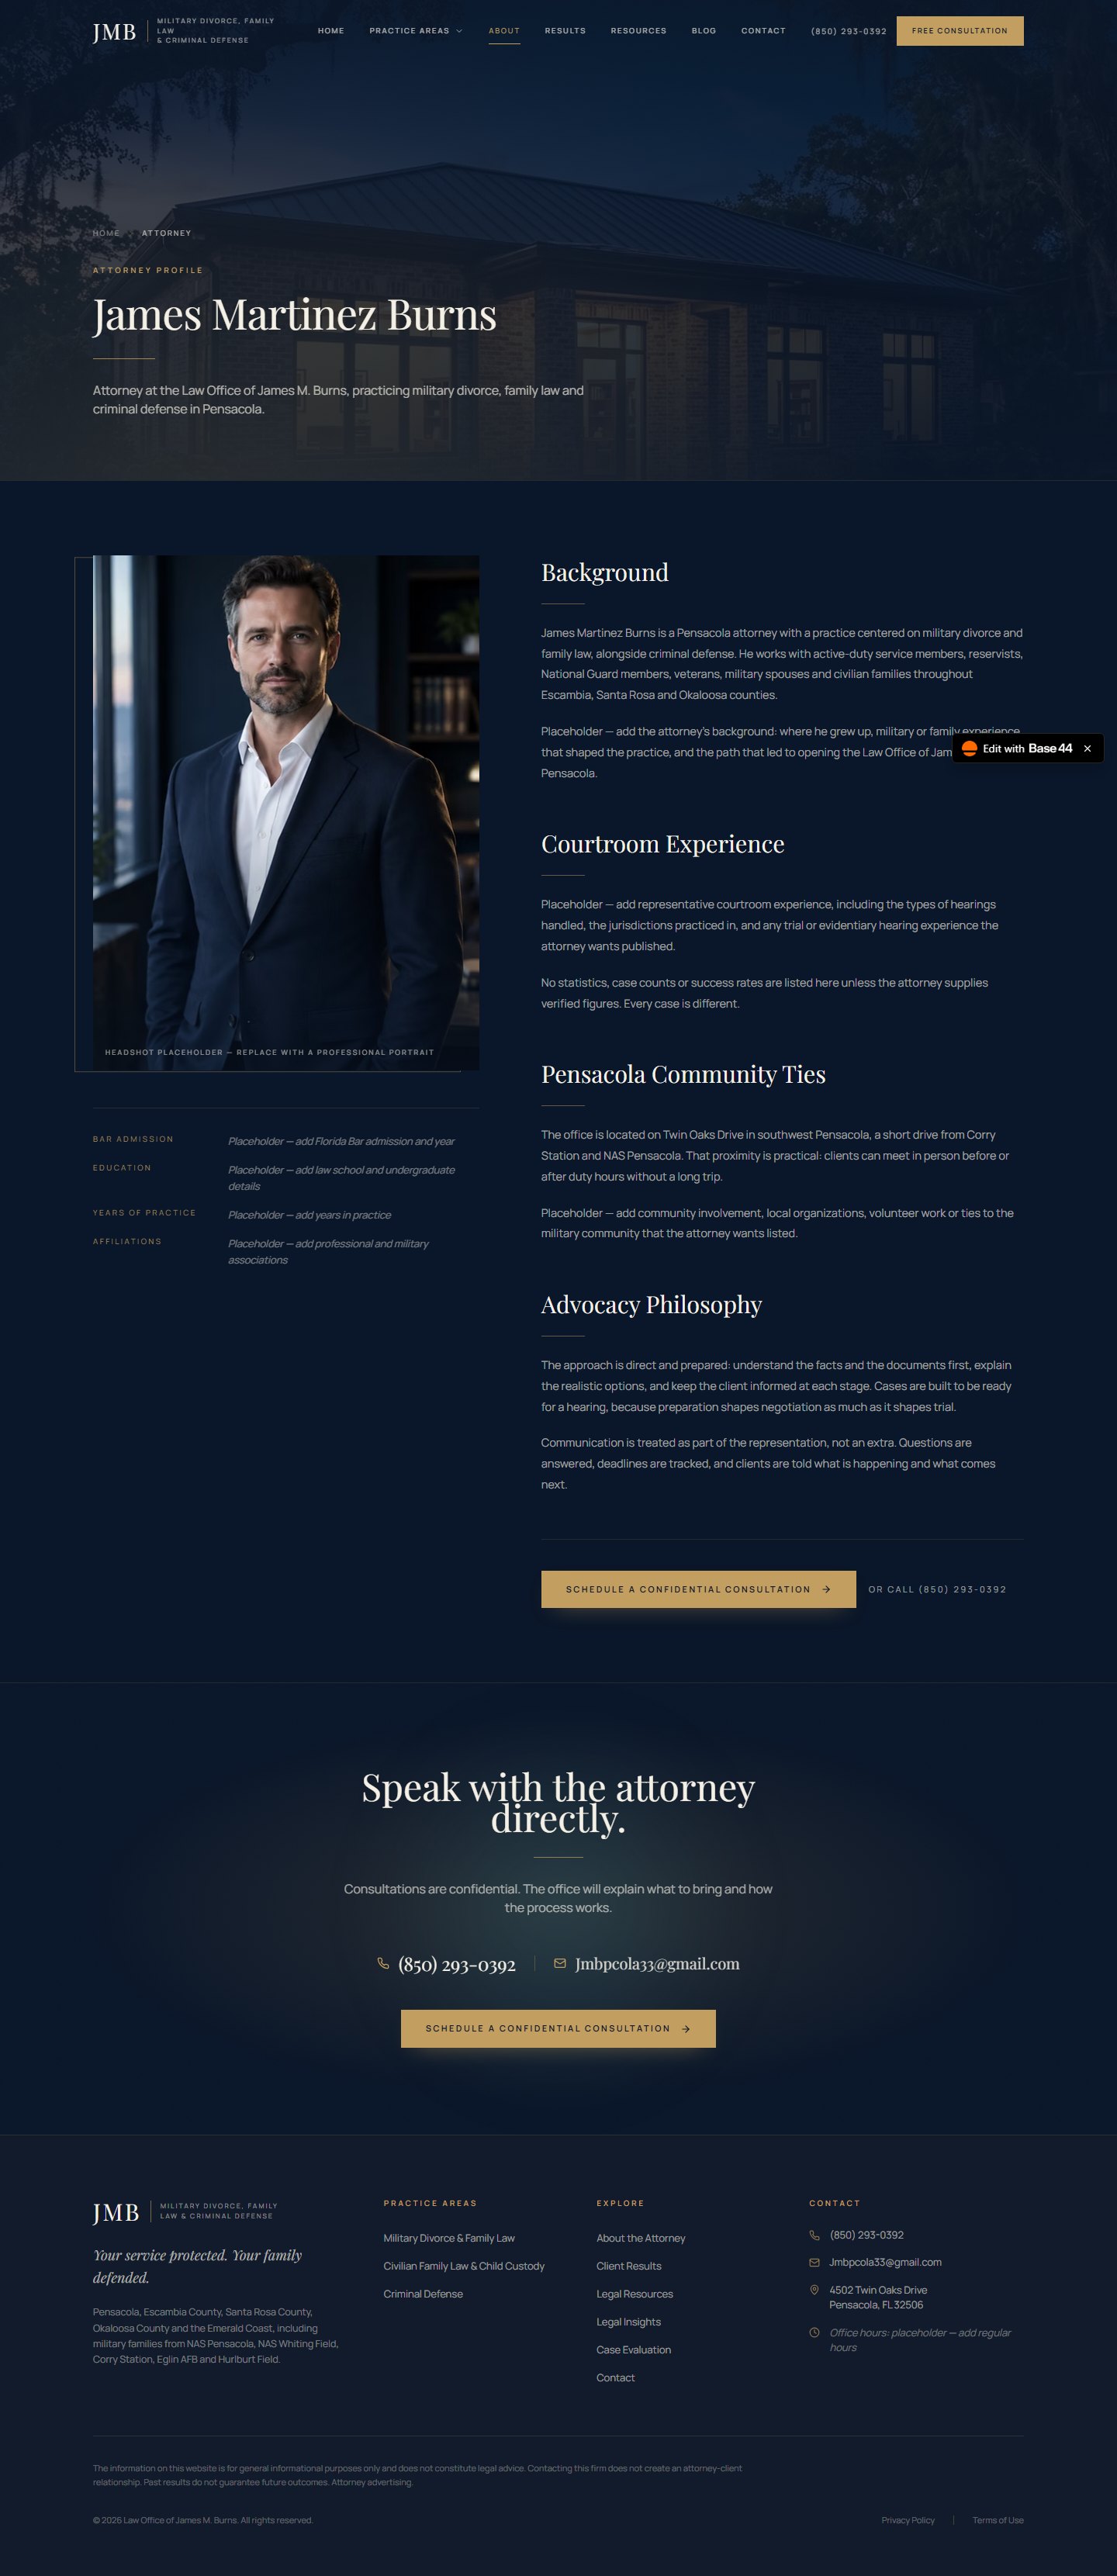 JMB
MILITARY DIVORCE, FAMILY
LAW
& CRIMINAL DEFENSE
HOME
PRACTICE AREAS
ABOUT
RESULTS
RESOURCES
BLOG
CONTACT
(850) 293-0392
FREE CONSULTATION
HOME
ATTORNEY
ATTORNEY PROFILE
James Martinez Burns
Attorney at the Law Office of James M. Burns, practicing military divorce, family law and
criminal defense in Pensacola.
HEADSHOT PLACEHOLDER — REPLACE WITH A PROFESSIONAL PORTRAIT
BAR ADMISSION
Placeholder — add Florida Bar admission and year
EDUCATION
Placeholder — add law school and undergraduate
details
YEARS OF PRACTICE
Placeholder — add years in practice
AFFILIATIONS
Placeholder — add professional and military
associations
Background
James Martinez Burns is a Pensacola attorney with a practice centered on military divorce and
family law, alongside criminal defense. He works with active-duty service members, reservists,
National Guard members, veterans, military spouses and civilian families throughout
Escambia, Santa Rosa and Okaloosa counties.
Placeholder — add the attorney's background: where he grew up, military or family experience
that shaped the practice, and the path that led to opening the Law Office of Jam
Pensacola.
Edit with Base44
Courtroom Experience
Placeholder — add representative courtroom experience, including the types of hearings
handled, the jurisdictions practiced in, and any trial or evidentiary hearing experience the
attorney wants published.
No statistics, case counts or success rates are listed here unless the attorney supplies
verified figures. Every case is different.
Pensacola Community Ties
The office is located on Twin Oaks Drive in southwest Pensacola, a short drive from Corry
Station and NAS Pensacola. That proximity is practical: clients can meet in person before or
after duty hours without a long trip.
Placeholder — add community involvement, local organizations, volunteer work or ties to the
military community that the attorney wants listed.
Advocacy Philosophy
The approach is direct and prepared: understand the facts and the documents first, explain
the realistic options, and keep the client informed at each stage. Cases are built to be ready
for a hearing, because preparation shapes negotiation as much as it shapes trial.
Communication is treated as part of the representation, not an extra. Questions are
answered, deadlines are tracked, and clients are told what is happening and what comes
next.
SCHEDULE A CONFIDENTIAL CONSULTATION
OR CALL (850) 293-0392
Speak with the attorney
directly.
Consultations are confidential. The office will explain what to bring and how
the process works.
(850) 293-0392
Jmbpcola33@gmail.com
SCHEDULE A CONFIDENTIAL CONSULTATION
JMB
MILITARY DIVORCE, FAMILY
LAW & CRIMINAL DEFENSE
Your service protected. Your family
defended.
Pensacola, Escambia County, Santa Rosa County,
Okaloosa County and the Emerald Coast, including
military families from NAS Pensacola, NAS Whiting Field,
Corry Station, Eglin AFB and Hurlburt Field.
PRACTICE AREAS
Military Divorce & Family Law
Civilian Family Law & Child Custody
Criminal Defense
EXPLORE
About the Attorney
Client Results
Legal Resources
Legal Insights
Case Evaluation
Contact
CONTACT
(850) 293-0392
Jmbpcola33@gmail.com
4502 Twin Oaks Drive
Pensacola, FL 32506
Office hours: placeholder — add regular
hours
The information on this website is for general informational purposes only and does not constitute legal advice. Contacting this firm does not create an attorney-client
relationship. Past results do not guarantee future outcomes. Attorney advertising.
© 2026 Law Office of James M. Burns. All rights reserved.
Privacy Policy
Terms of Use